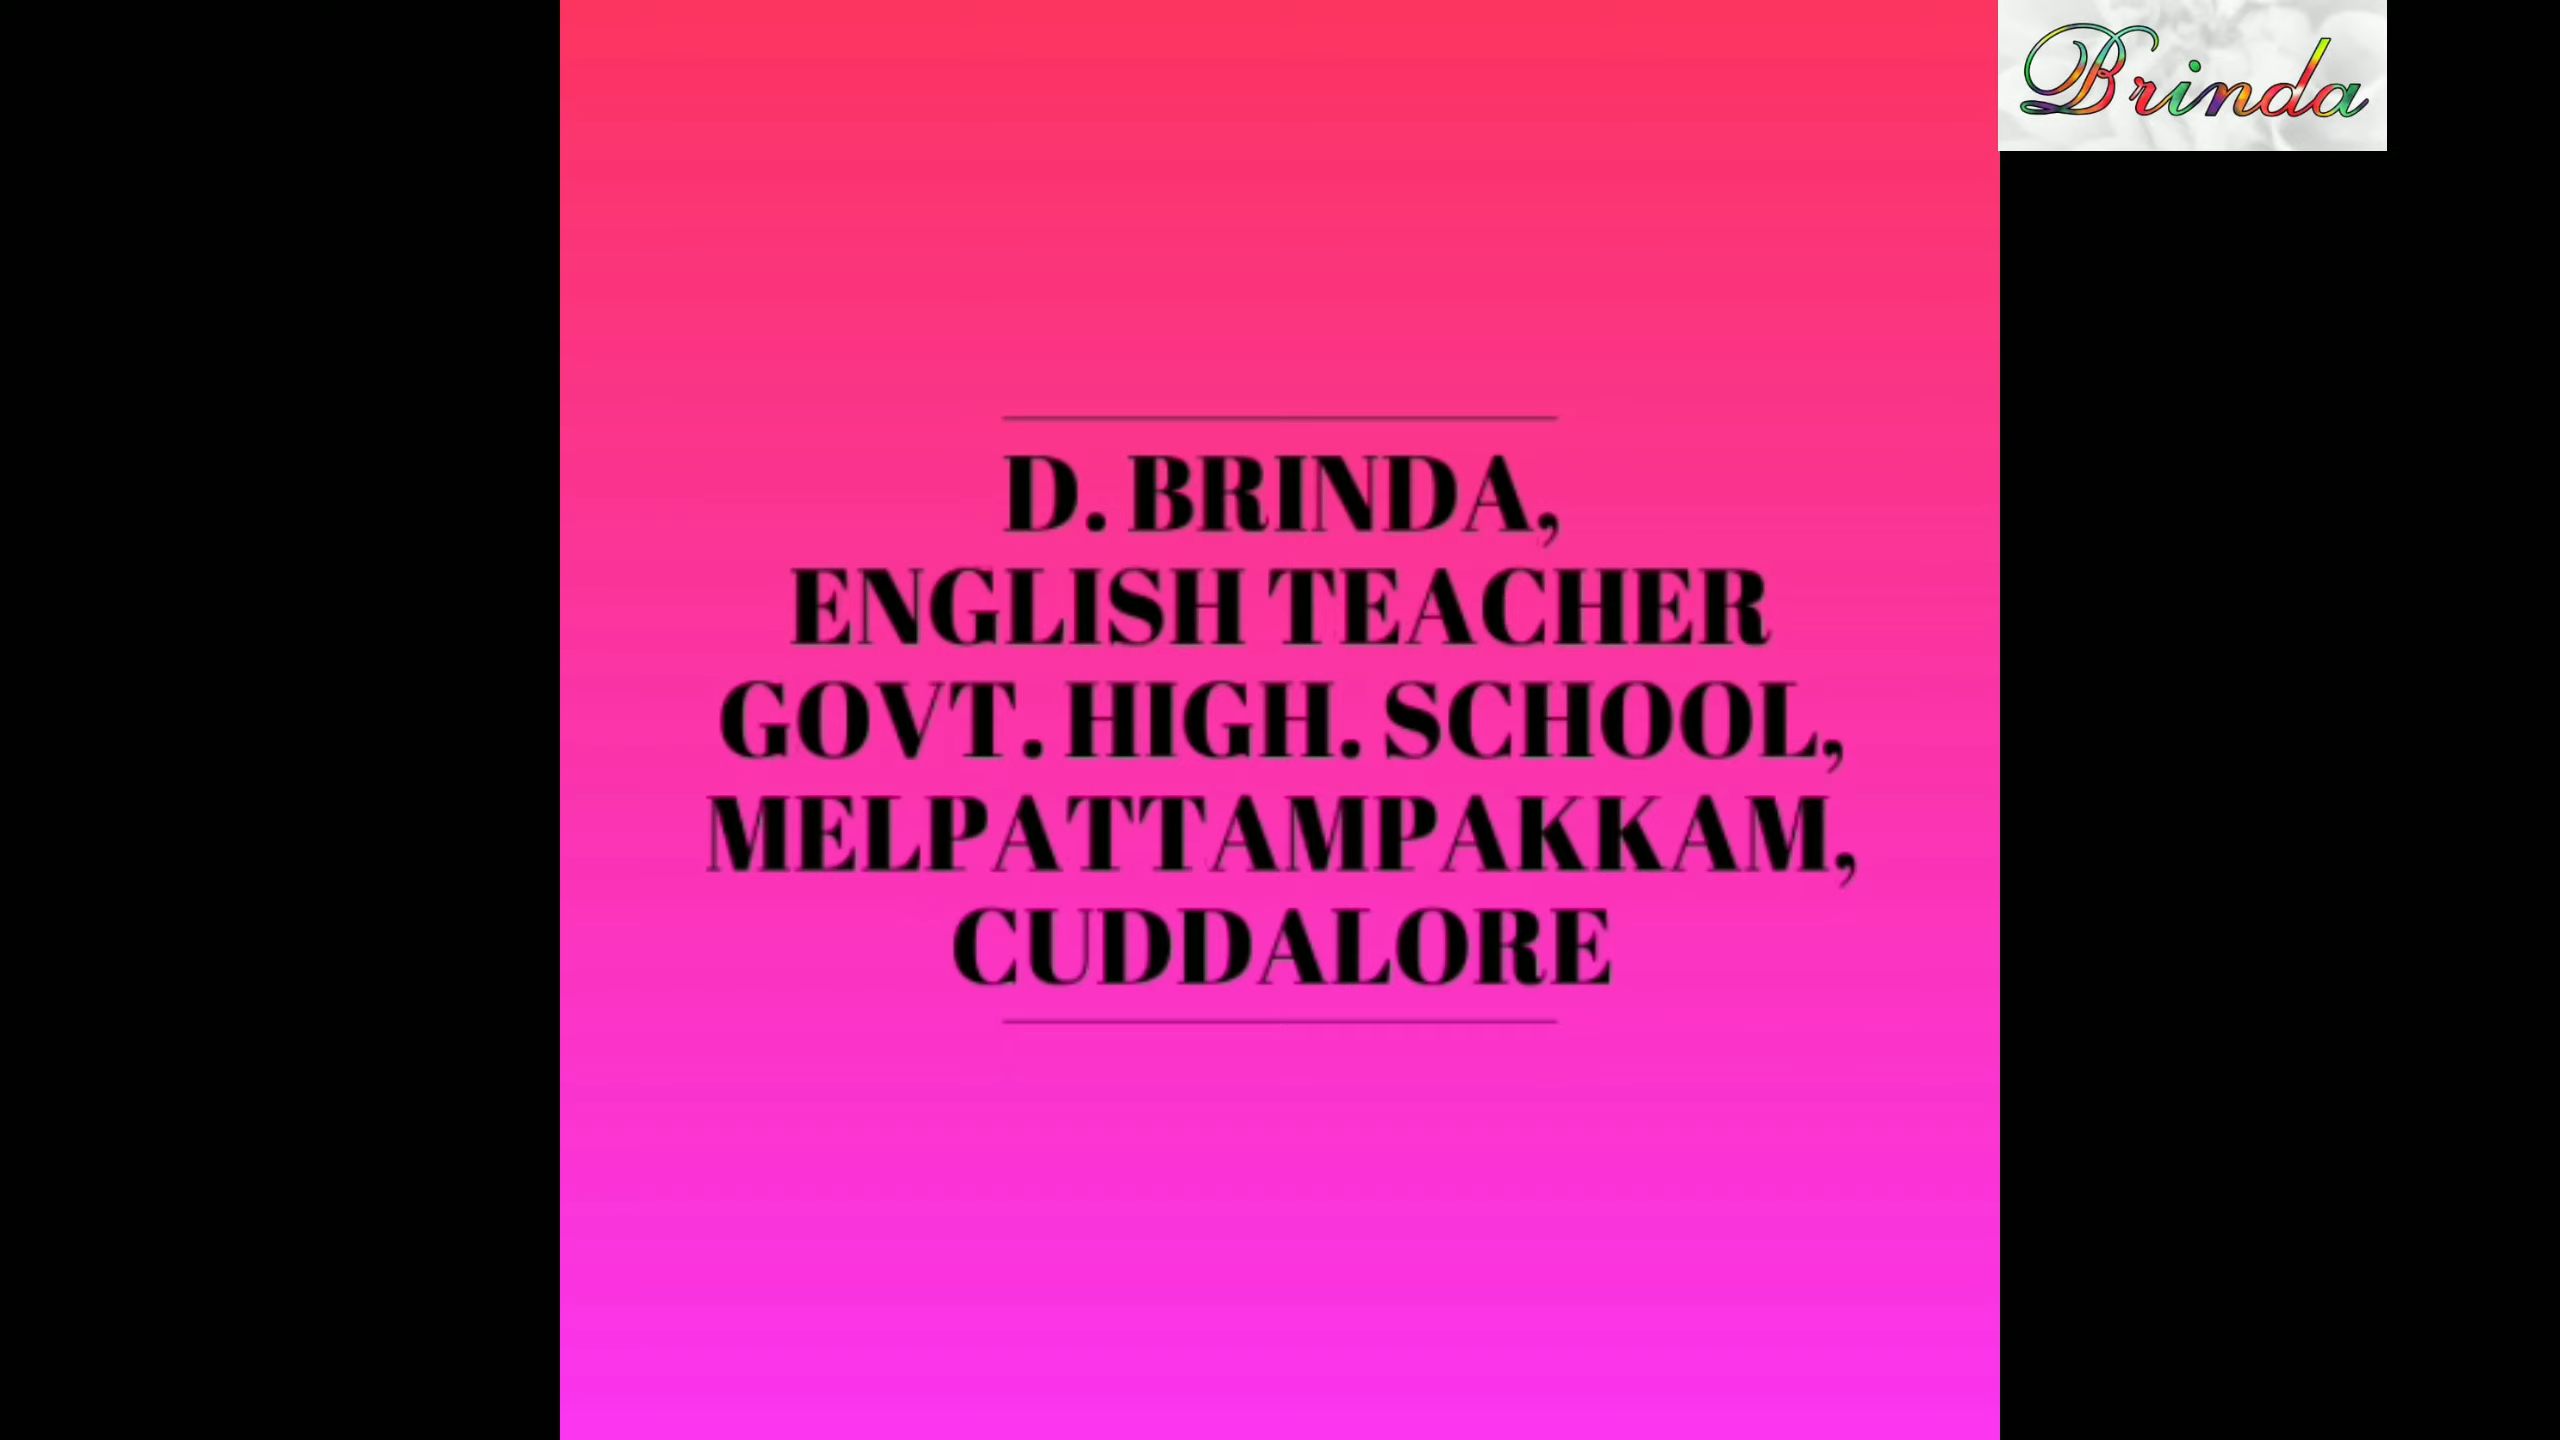 Brinda
D. BRINDA,
ENGLISH TEACHER
GOVT. HIGH. SCHOOL,
MELPATTAMPAKKAM,
CUDDALORE